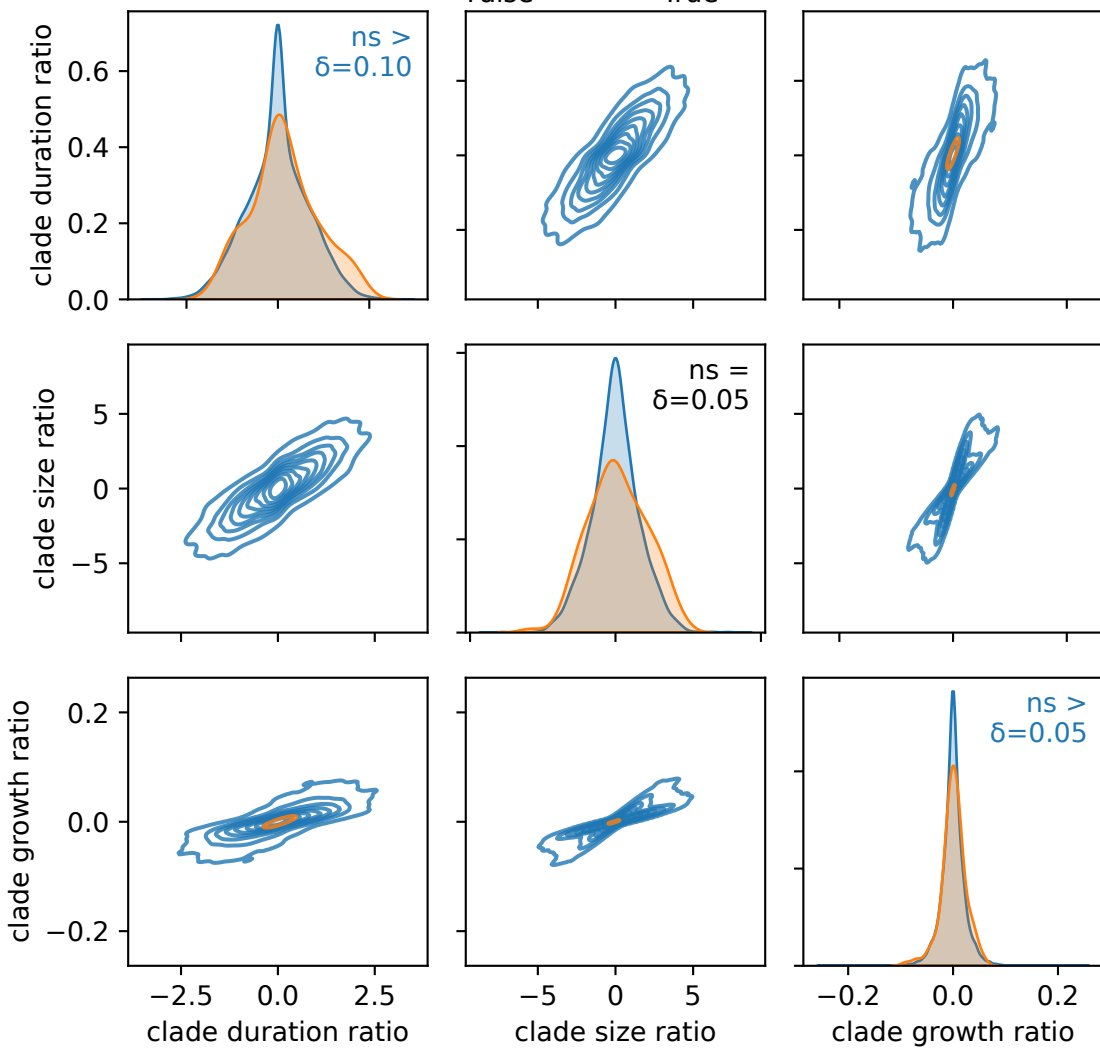 clade duration ratio
0.6
0.4
0.2
0.0
ns >
δ=0.10
clade size ratio
5
0
−5
ns =
δ=0.05
clade growth ratio
0.2
0.0
−0.2
ns >
δ=0.05
−2.5 0.0 2.5
−5 0 5
−0.2 0.0 0.2
clade duration ratio
clade size ratio
clade growth ratio